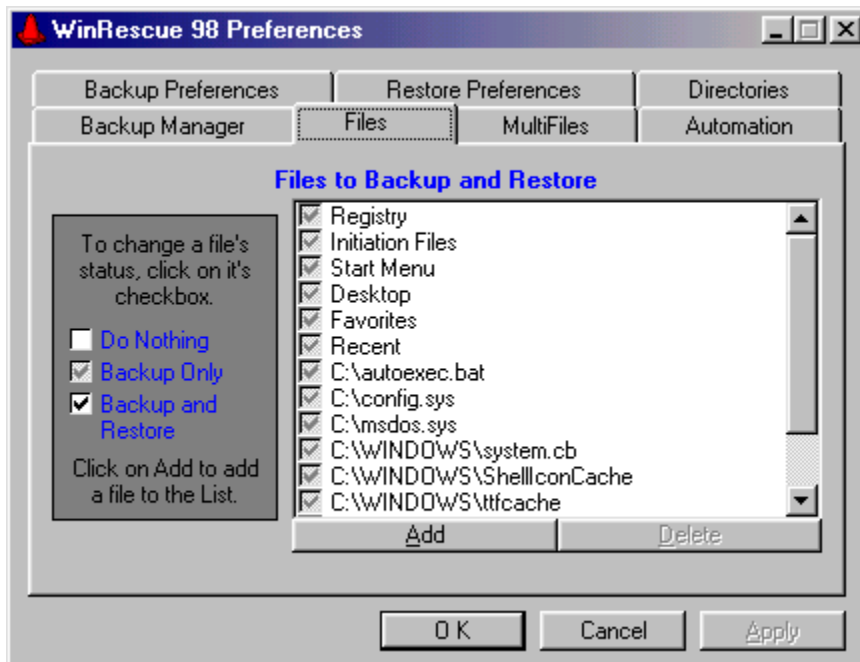 WinRescue 98 Preferences
Backup Preferences
Restore Preferences
Directories
Backup Manager
Files
MultiFiles
Automation
Files to Backup and Restore
To change a file's
status, click on it's
checkbox.
Do Nothing
Backup Only
Backup and
Restore
Click on Add to add
a file to the List.
Registry
Initiation Files
Start Menu
Desktop
Favorites
Recent
C:\autoexec.bat
C:\config.sys
C:\msdos.sys
C:\WINDOWS\system.cb
C:\WINDOWS\ShellIconCache
C:\WINDOWS\ttfcache
Add
Delete
OK
Cancel
Apply